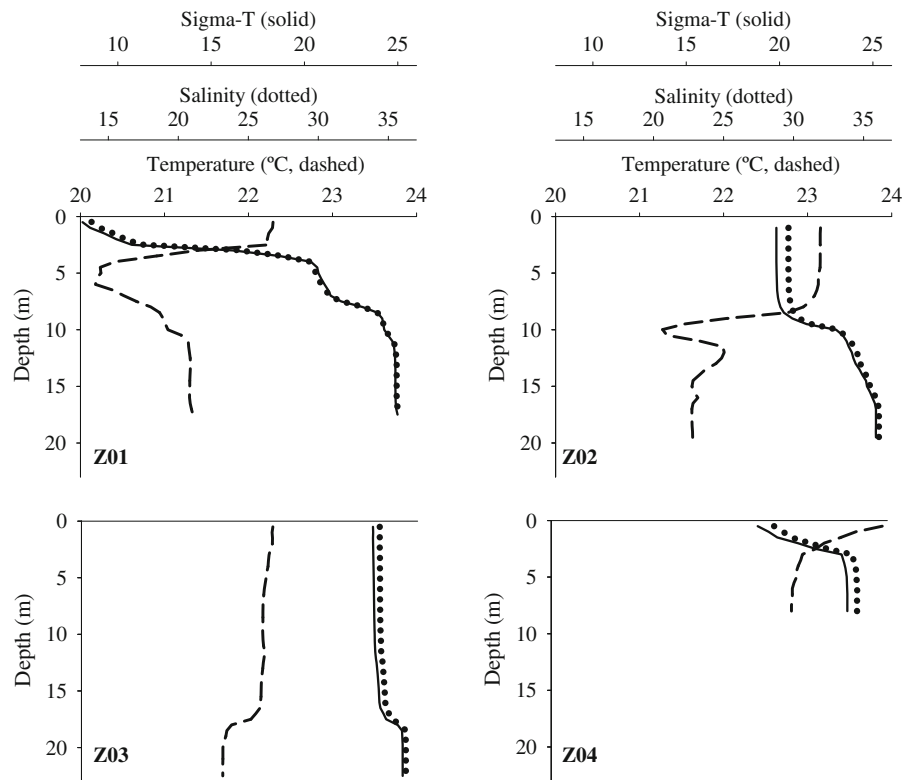 Sigma-T (solid)
10 15 20 25
Salinity (dotted)
15 20 25 30 35
Temperature (ºC, dashed)
20 21 22 23 24
0
5
10
15
20
Depth (m)
Z01
Sigma-T (solid)
10 15 20 25
Salinity (dotted)
15 20 25 30 35
Temperature (ºC, dashed)
20 21 22 23 24
0
5
10
15
20
Depth (m)
Z02
0
5
10
15
20
Depth (m)
Z03
0
5
10
15
20
Depth (m)
Z04